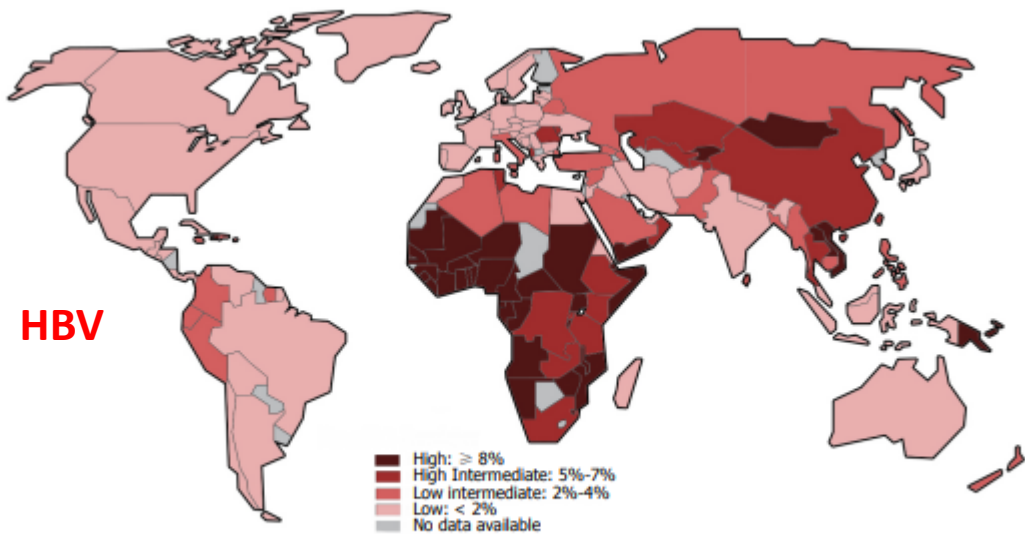 HBV
High: ⩾ 8%
High Intermediate: 5%-7%
Low intermediate: 2%-4%
Low: < 2%
No data available